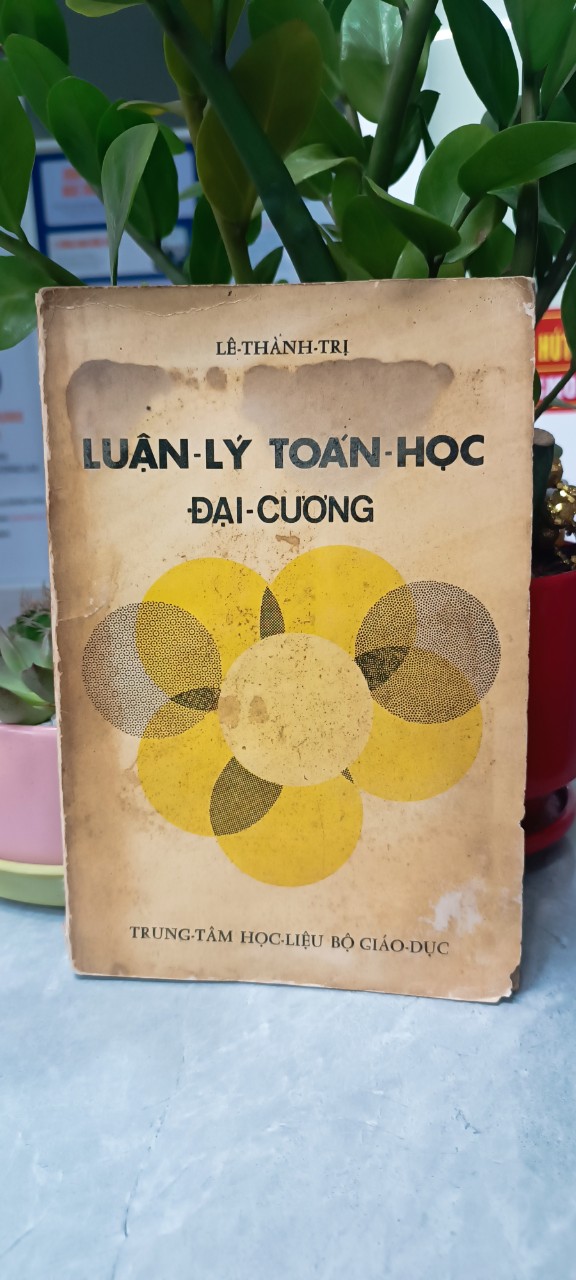 LÊ-THÀNH-TRỊ
LUẬN-LÝ TOÁN-HỌC
ĐẠI-CƯƠNG
TRUNG-TÂM HỌC-LIỆU BỘ GIÁO-DỤC